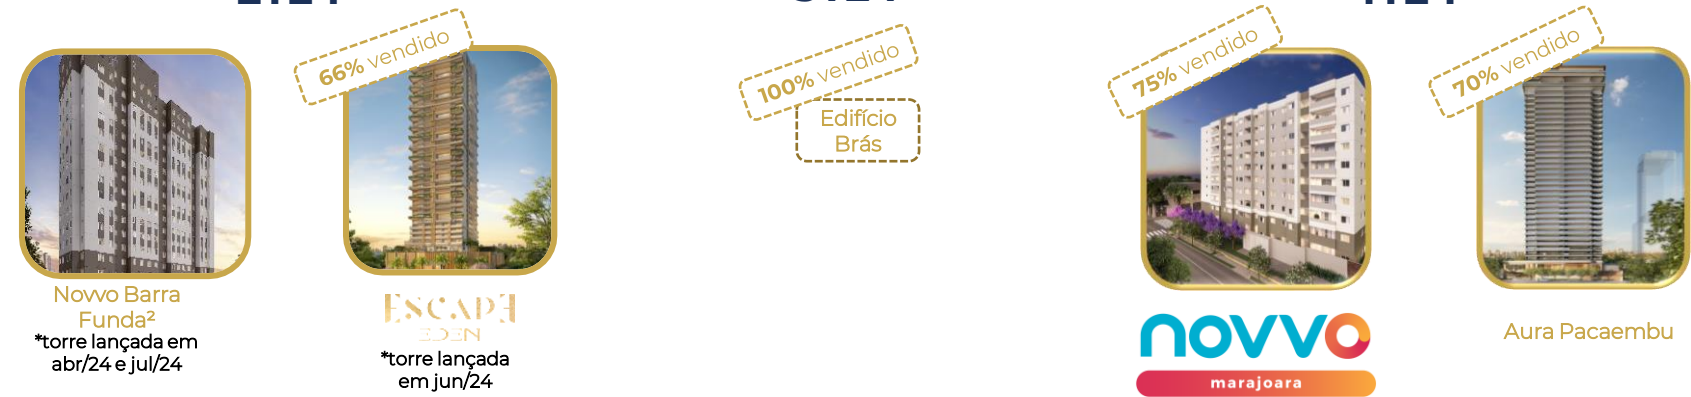 66% vendido
Novvo Barra
Funda²
*torre lançada em
abr/24 e jul/24
ESCAPE
EDEN
*torre lançada
em jun/24
100% vendido
Edifício
Brás
75% vendido
novvo
marajoara
70% vendido
Aura Pacaembu